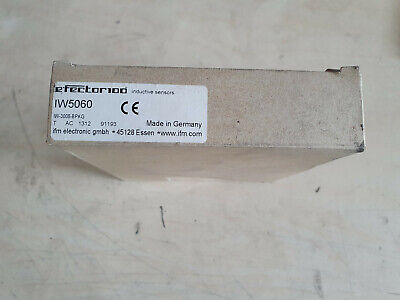 efector100 inductive sensors
IW5060
CE
IW-3008-BPKG
T AC 1312 91193 Made in Germany
ifm electronic gmbh • 45128 Essen • www.ifm.com